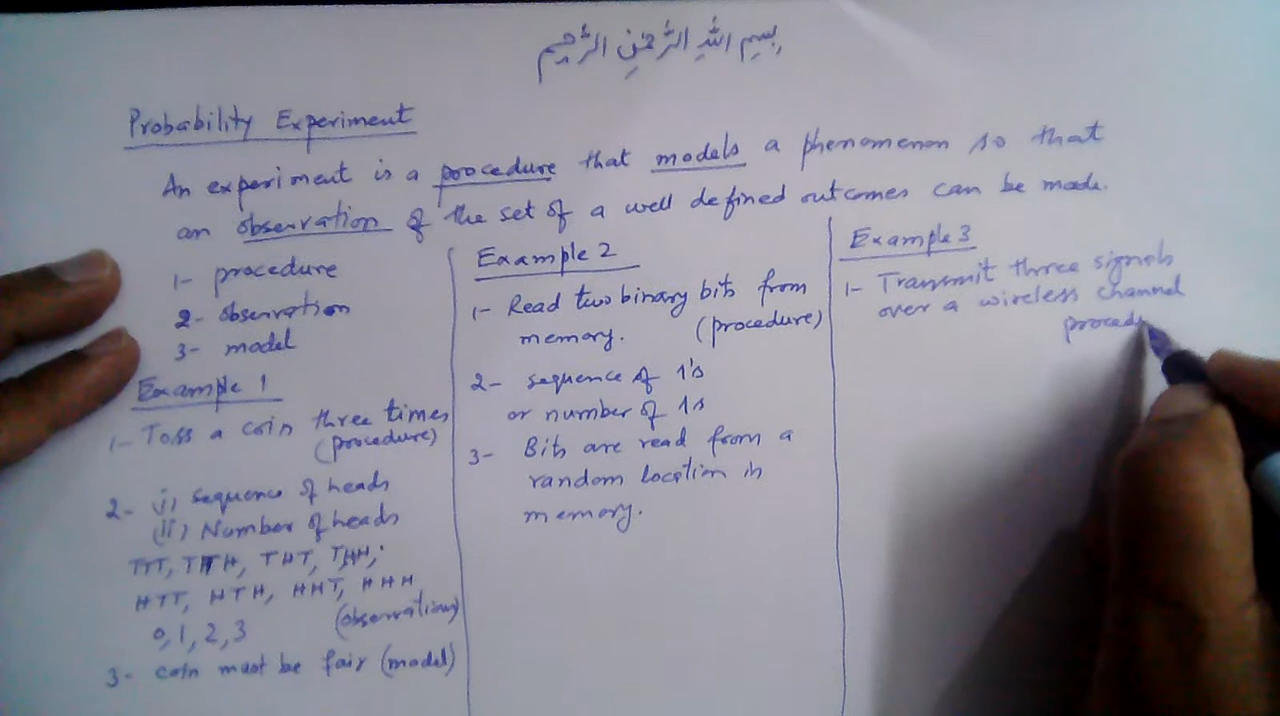 بسم الله الرحمن الرحيم
Probability Experiment
An experiment is a procedure that models a phenomenon so that
an observation of the set of a well defined outcomes can be made.
1- procedure
2- observation
3- model
Example 1
1- Toss a coin three times
(procedure)
2- (i) sequence of heads
(ii) Number of heads
TTT, TTH, THT, THH,
HTT, HTH, HHT, HHH
(observation)
0, 1, 2, 3
3- coin must be fair (model)
Example 2
1- Read two binary bits from
memory. (procedure)
2- sequence of 1's
or number of 1s
3- Bits are read from a
random location in
memory.
Example 3
1- Transmit three signals
over a wireless channel
proced